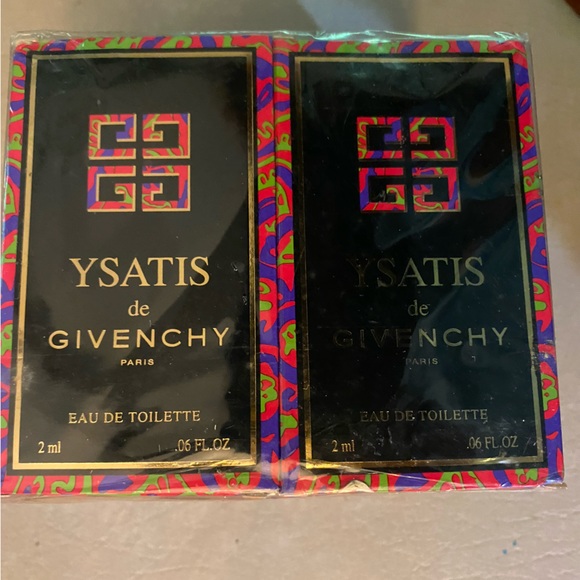 YSATIS
de
GIVENCHY
PARIS
EAU DE TOILETTE
2 ml .06 FL.OZ
YSATIS
de
GIVENCHY
PARIS
EAU DE TOILETTE
2 ml .06 FL.OZ